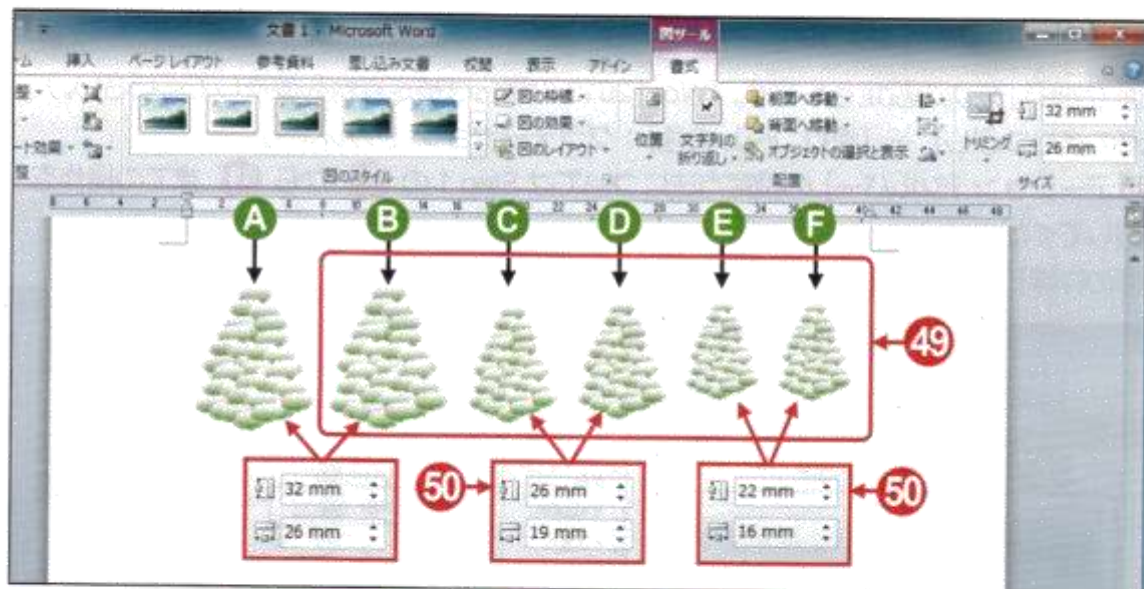 文書 1 - Microsoft Word
図ツール
挿入 ページ レイアウト 参考資料 差し込み文書 校閲 表示 アドイン 書式
図の枠線
図の効果
図のレイアウト
図のスタイル
位置
文字列の
折り返し
前面へ移動
背面へ移動
オブジェクトの選択と表示
配置
トリミング
32 mm
26 mm
サイズ
A B C D E F
49
32 mm
26 mm
50
26 mm
19 mm
22 mm
16 mm
50